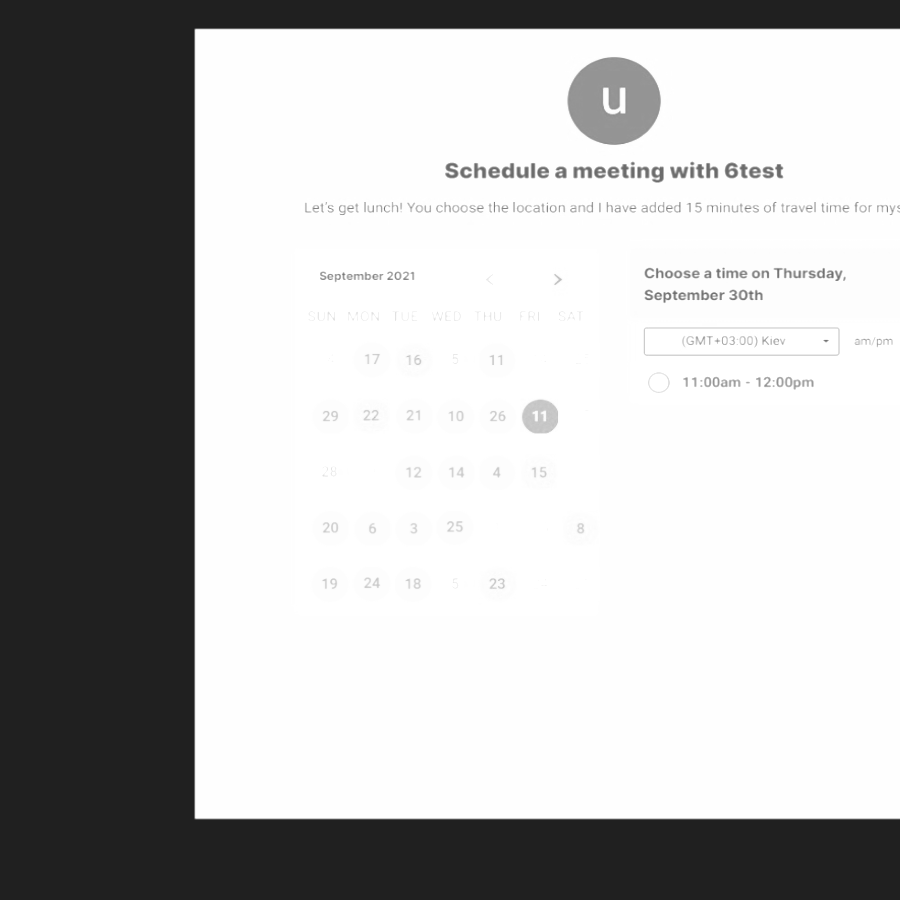 u
Schedule a meeting with 6test
Let's get lunch! You choose the location and I have added 15 minutes of travel time for mys
September 2021
SUN MON TUE WED THU FRI SAT
17 16 5 11
29 22 21 10 26 11
28 12 14 4 15
20 6 3 25 8
19 24 18 5 23
Choose a time on Thursday,
September 30th
(GMT+03:00) Kiev am/pm
11:00am - 12:00pm